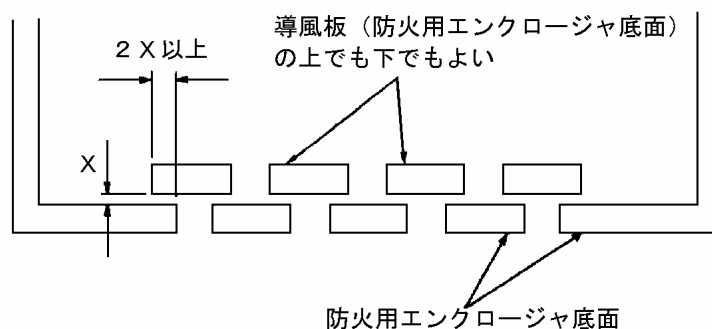 導風板（防火用エンクロージャ底面）
の上でも下でもよい
２Ｘ以上
Ｘ
防火用エンクロージャ底面